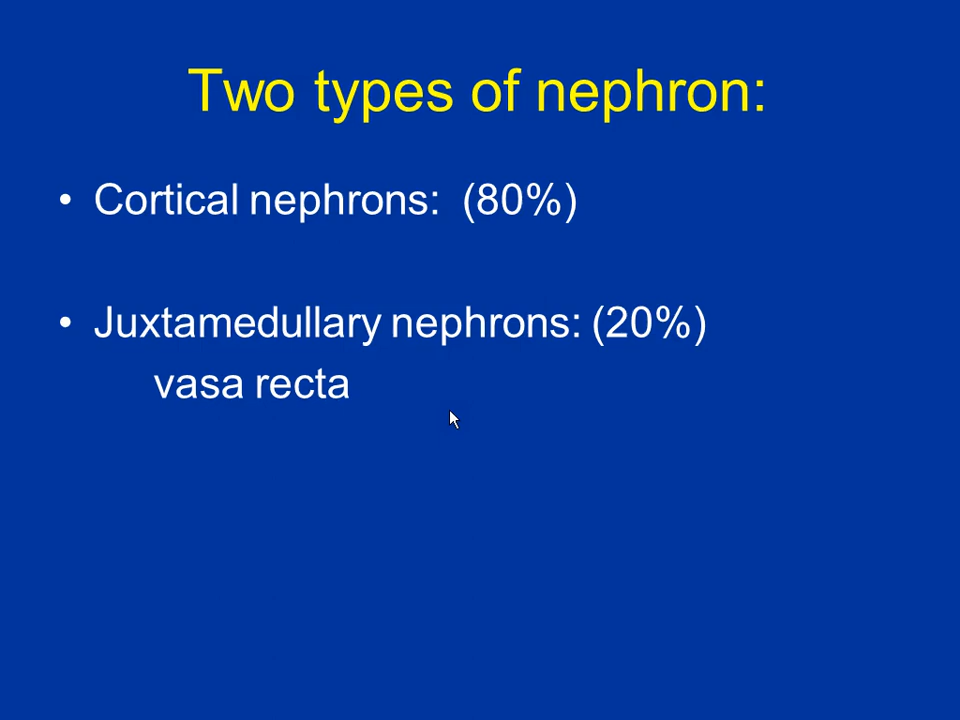 Two types of nephron:
• Cortical nephrons:  (80%)
• Juxtamedullary nephrons: (20%)
vasa recta